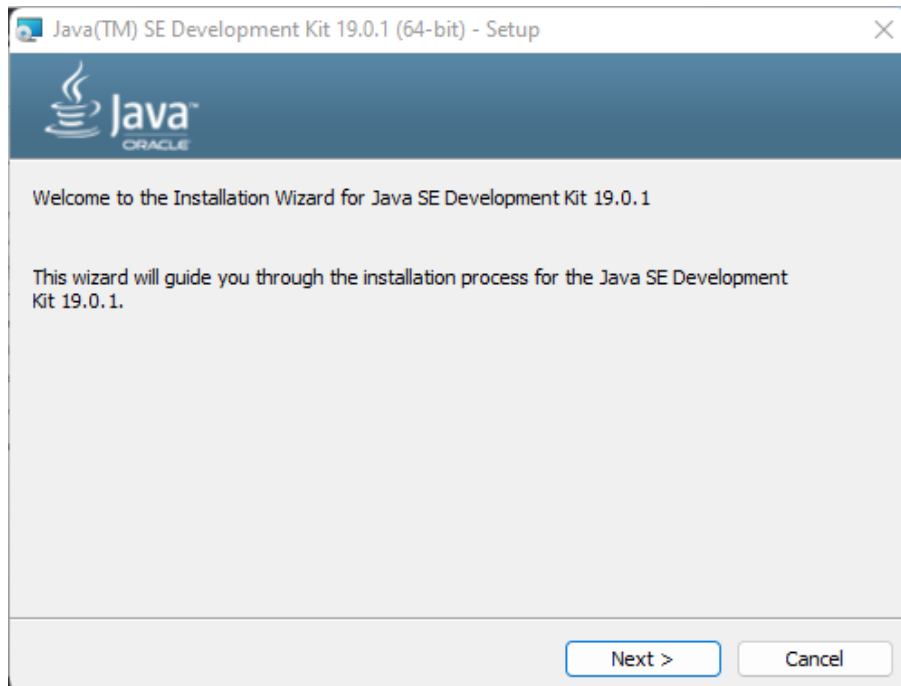 Java(TM) SE Development Kit 19.0.1 (64-bit) - Setup
Java™
ORACLE
Welcome to the Installation Wizard for Java SE Development Kit 19.0.1
This wizard will guide you through the installation process for the Java SE Development
Kit 19.0.1.
Next >
Cancel